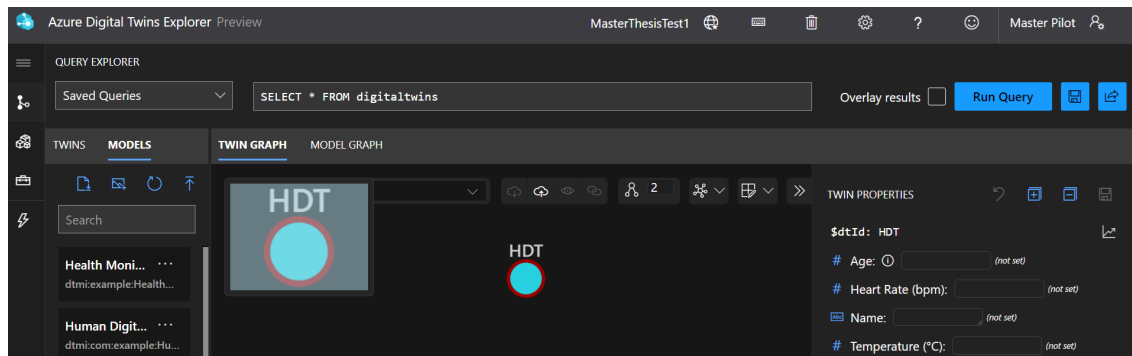 Azure Digital Twins Explorer Preview
MasterThesisTest1
?
Master Pilot
QUERY EXPLORER
Saved Queries
SELECT * FROM digitaltwins
Overlay results
Run Query
TWINS MODELS
TWIN GRAPH MODEL GRAPH
Search
Health Moni... ...
dtmi:example:Health...
Human Digit... ...
dtmi:com:example:Hu...
HDT
2
HDT
TWIN PROPERTIES
$dtId: HDT
# Age: (not set)
# Heart Rate (bpm): (not set)
Abc Name: (not set)
# Temperature (°C): (not set)